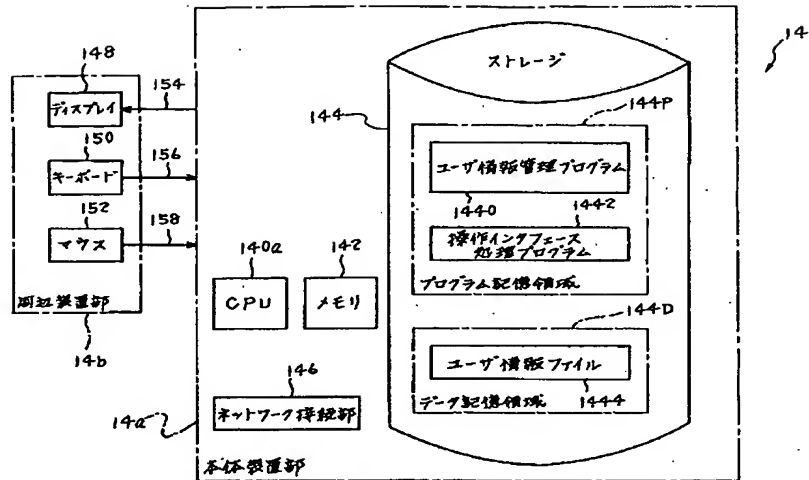 14
148
ディスプレイ
154
150
キーボード
156
152
マウス
158
周辺装置部
14b
ストレージ
144
144P
ユーザ情報管理プログラム
1440
1442
操作インタフェース
処理プログラム
プログラム記憶領域
140a
CPU
142
メモリ
146
ネットワーク接続部
144D
ユーザ情報ファイル
1444
データ記憶領域
14a
本体装置部